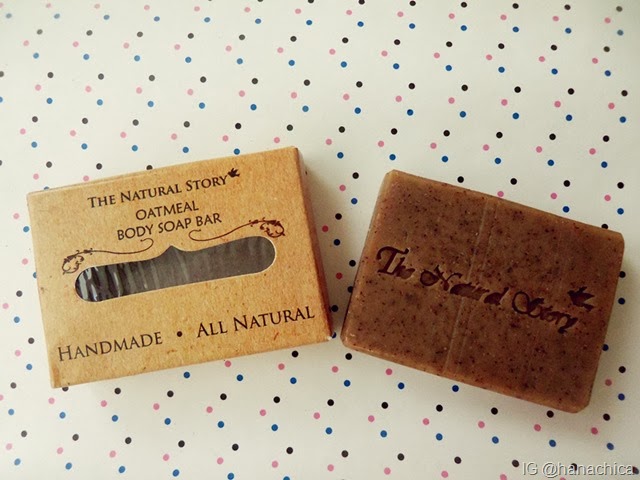 THE NATURAL STORY
OATMEAL
BODY SOAP BAR
HANDMADE • ALL NATURAL
The Natural Story
IG @hanachica